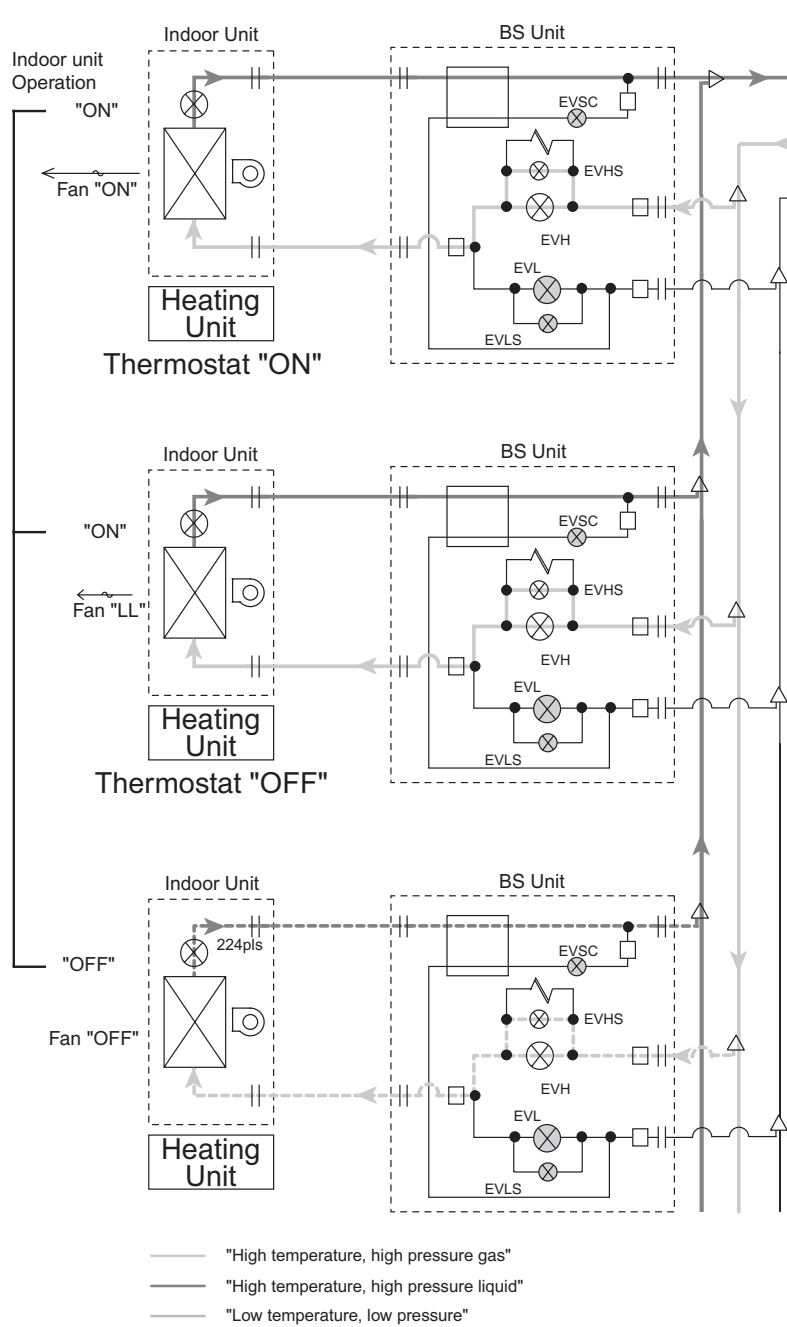 Indoor Unit
BS Unit
Indoor unit
Operation
"ON"
Fan "ON"
EVSC
EVHS
EVH
EVL
EVLS
Heating
Unit
Thermostat "ON"
Indoor Unit
BS Unit
"ON"
Fan "LL"
EVSC
EVHS
EVH
EVL
EVLS
Heating
Unit
Thermostat "OFF"
Indoor Unit
BS Unit
224pls
"OFF"
Fan "OFF"
EVSC
EVHS
EVH
EVL
EVLS
Heating
Unit
"High temperature, high pressure gas"
"High temperature, high pressure liquid"
"Low temperature, low pressure"